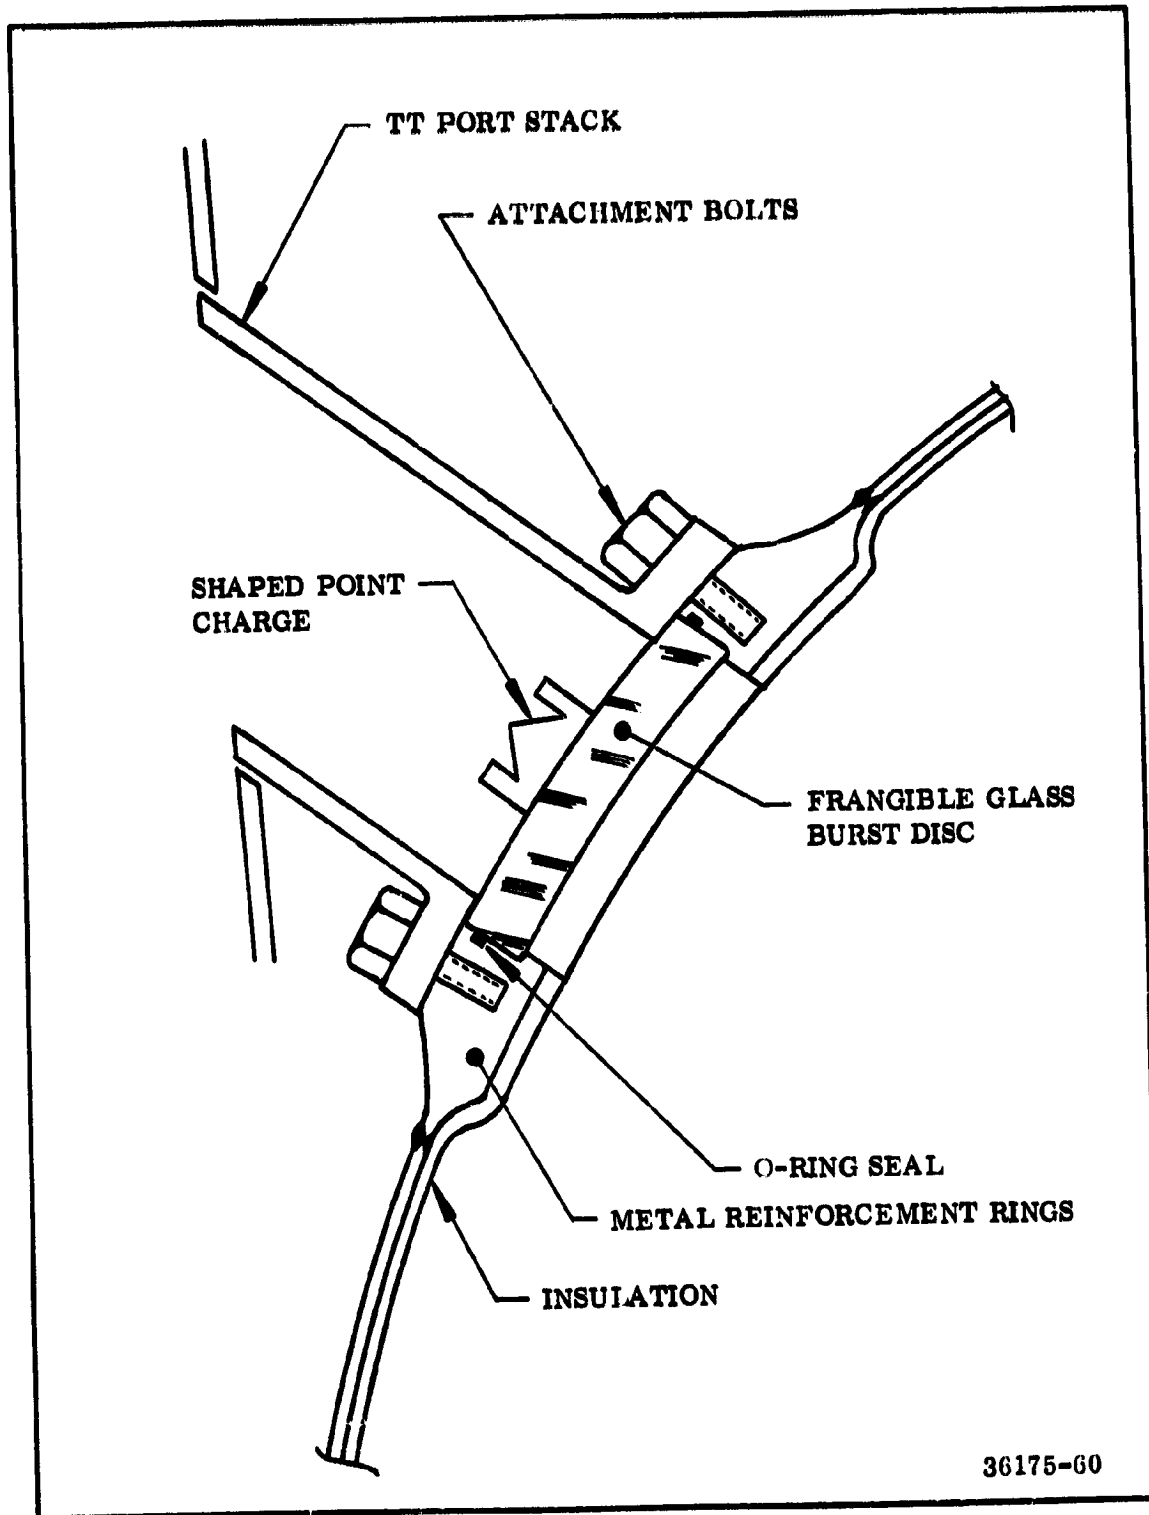 TT PORT STACK
ATTACHMENT BOLTS
SHAPED POINT
CHARGE
FRANGIBLE GLASS
BURST DISC
O-RING SEAL
METAL REINFORCEMENT RINGS
INSULATION
36175-60